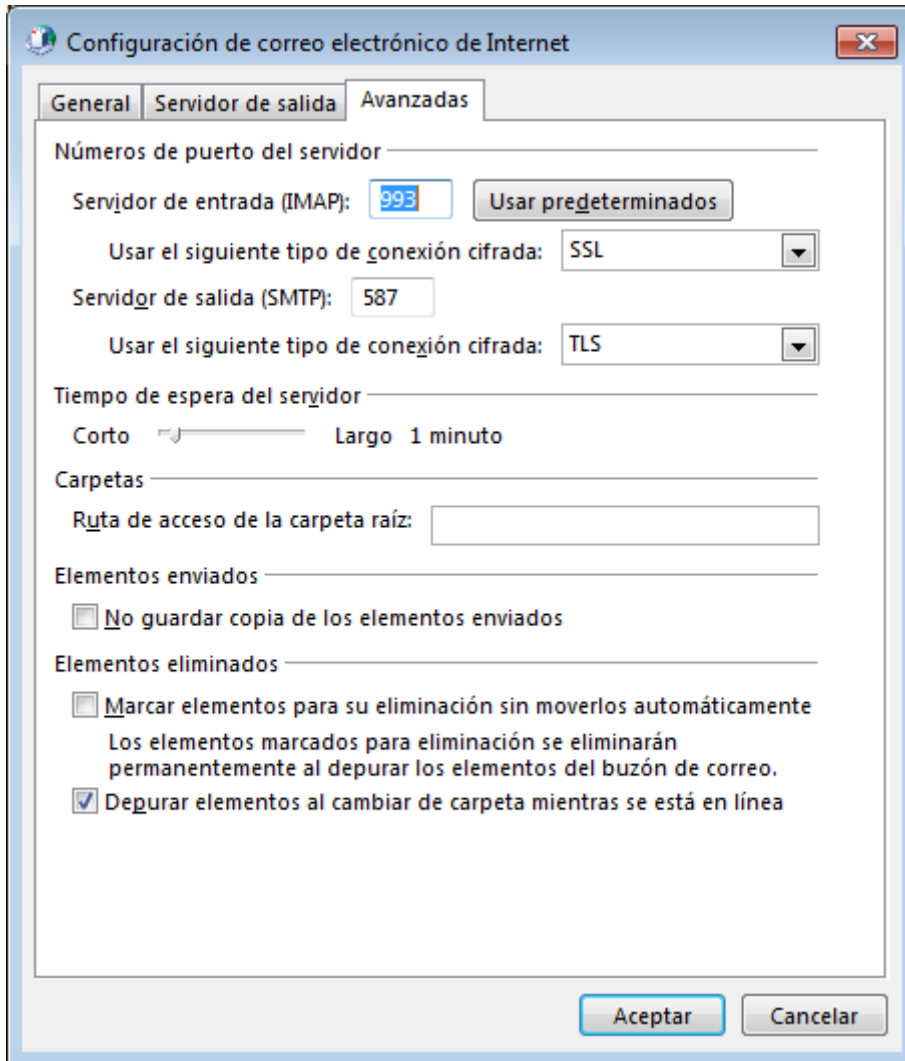 Configuración de correo electrónico de Internet
General Servidor de salida Avanzadas
Números de puerto del servidor
Servidor de entrada (IMAP): 993 Usar predeterminados
Usar el siguiente tipo de conexión cifrada: SSL
Servidor de salida (SMTP): 587
Usar el siguiente tipo de conexión cifrada: TLS
Tiempo de espera del servidor
Corto Largo 1 minuto
Carpetas
Ruta de acceso de la carpeta raíz:
Elementos enviados
No guardar copia de los elementos enviados
Elementos eliminados
Marcar elementos para su eliminación sin moverlos automáticamente
Los elementos marcados para eliminación se eliminarán
permanentemente al depurar los elementos del buzón de correo.
Depurar elementos al cambiar de carpeta mientras se está en línea
Aceptar Cancelar